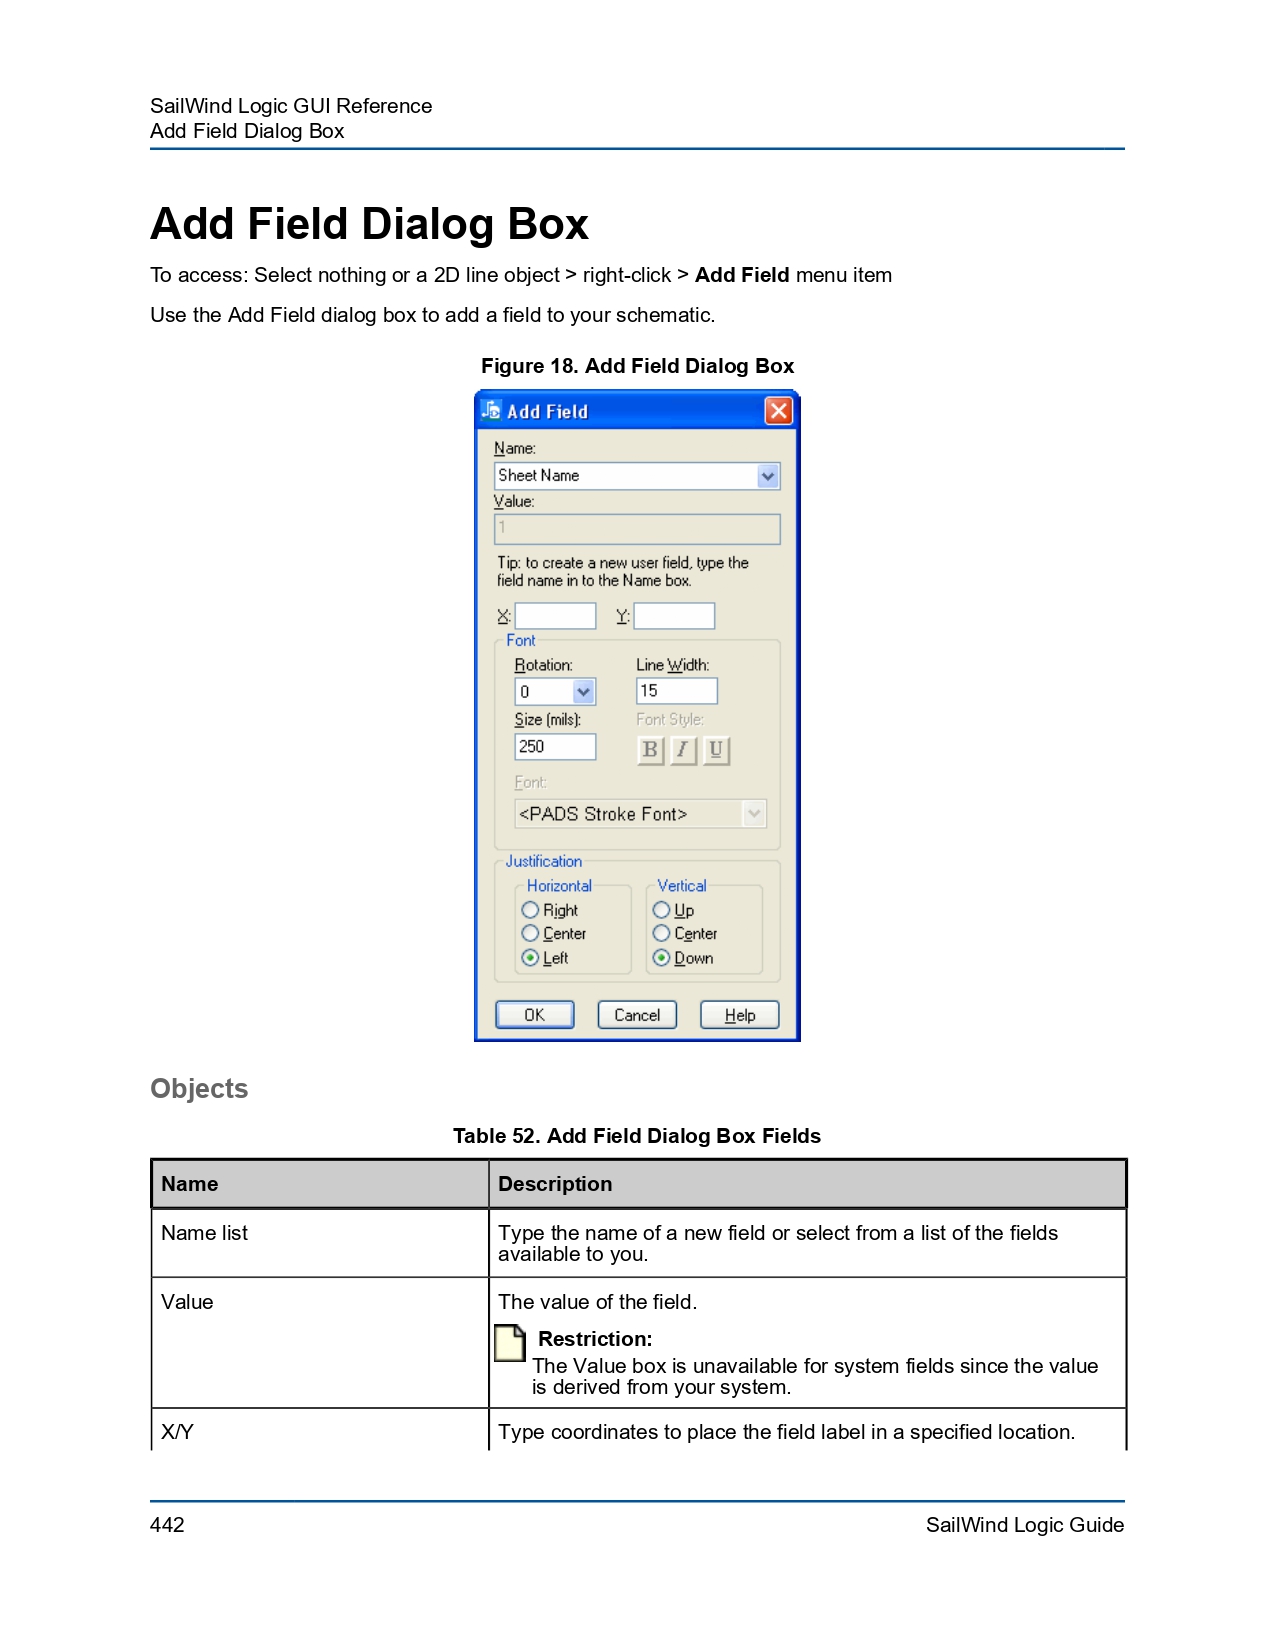 SailWind Logic GUI Reference
Add Field Dialog Box
Add Field Dialog Box
To access: Select nothing or a 2D line object > right-click > Add Field menu item
Use the Add Field dialog box to add a field to your schematic.
Figure 18. Add Field Dialog Box
Add Field
Name:
Sheet Name
Value:
1
Tip: to create a new user field, type the
field name in to the Name box.
X: Y:
Font
Rotation: Line Width:
0 15
Size (mils): Font Style:
250 B I U
Font:
<PADS Stroke Font>
Justification
Horizontal Vertical
Right Up
Center Center
Left Down
OK Cancel Help
Objects
Table 52. Add Field Dialog Box Fields
Name Description
Name list Type the name of a new field or select from a list of the fields
available to you.
Value The value of the field.
Restriction:
The Value box is unavailable for system fields since the value
is derived from your system.
X/Y Type coordinates to place the field label in a specified location.
442 SailWind Logic Guide